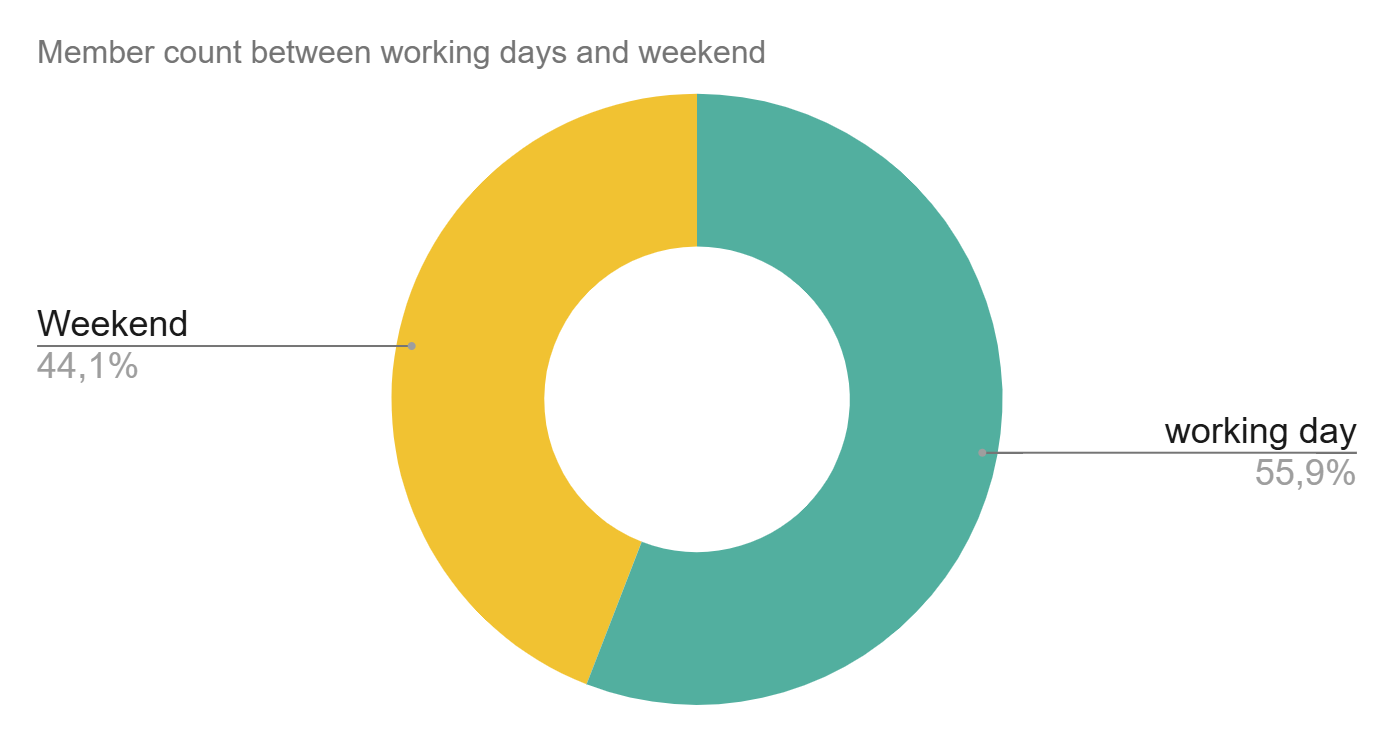 Member count between working days and weekend
Weekend
44,1%
working day
55,9%